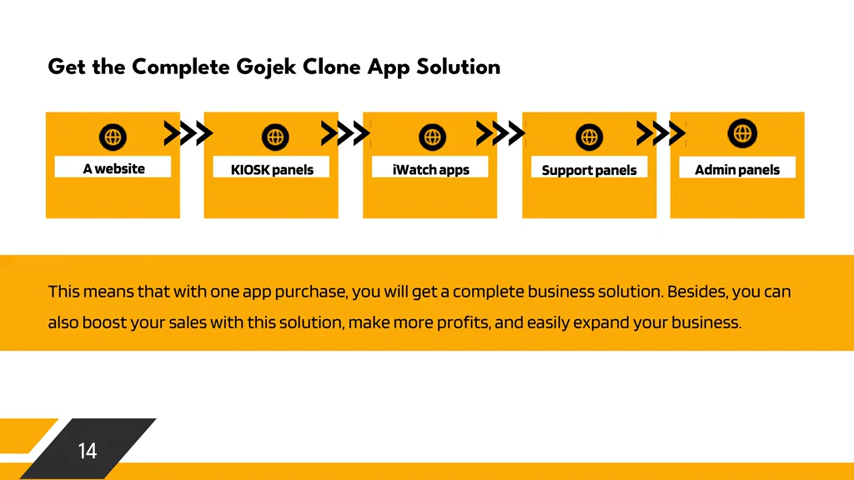 Get the Complete Gojek Clone App Solution
A website
KIOSK panels
iWatch apps
Support panels
Admin panels
This means that with one app purchase, you will get a complete business solution. Besides, you can
also boost your sales with this solution, make more profits, and easily expand your business.
14